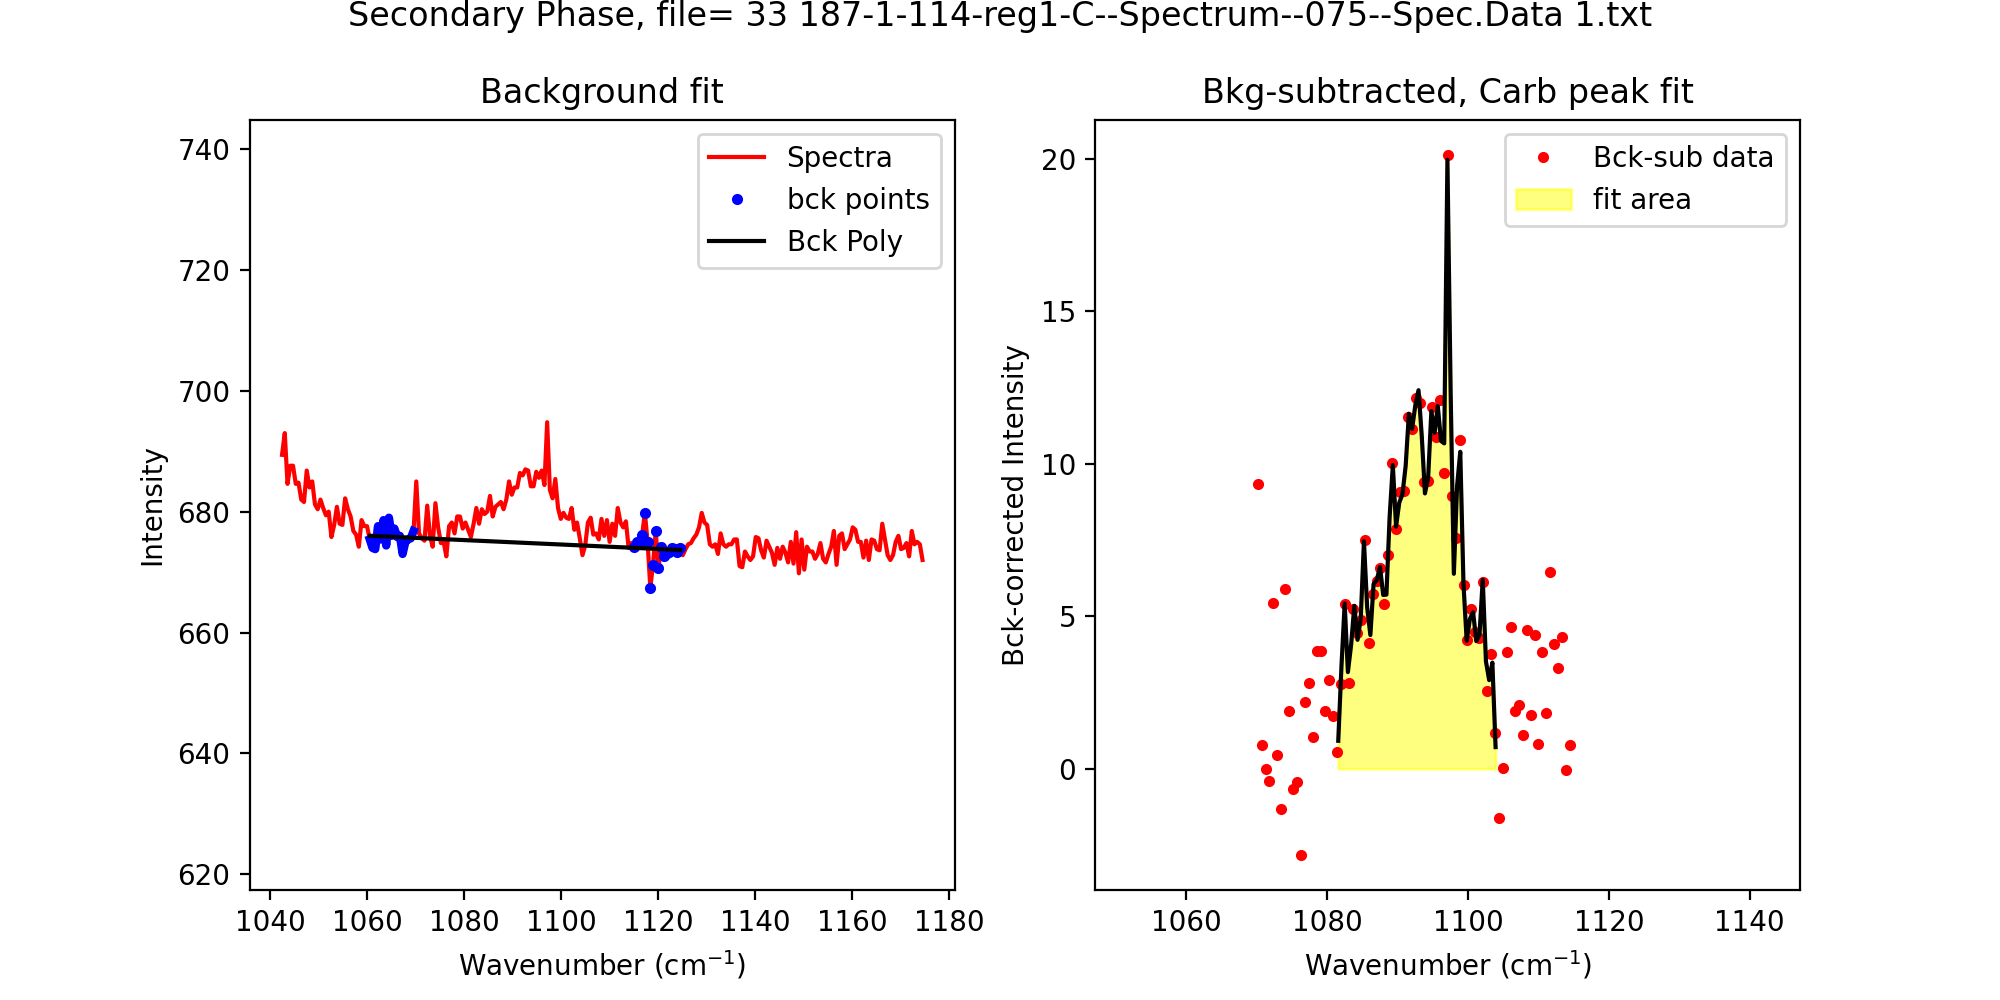 Secondary Phase, file= 33 187-1-114-reg1-C--Spectrum--075--Spec.Data 1.txt
Background fit
Intensity
740
720
700
680
660
640
620
Spectra
bck points
Bck Poly
1040 1060 1080 1100 1120 1140 1160 1180
Wavenumber (cm⁻¹)
Bkg-subtracted, Carb peak fit
Bck-corrected Intensity
20
15
10
5
0
Bck-sub data
fit area
1060 1080 1100 1120 1140
Wavenumber (cm⁻¹)